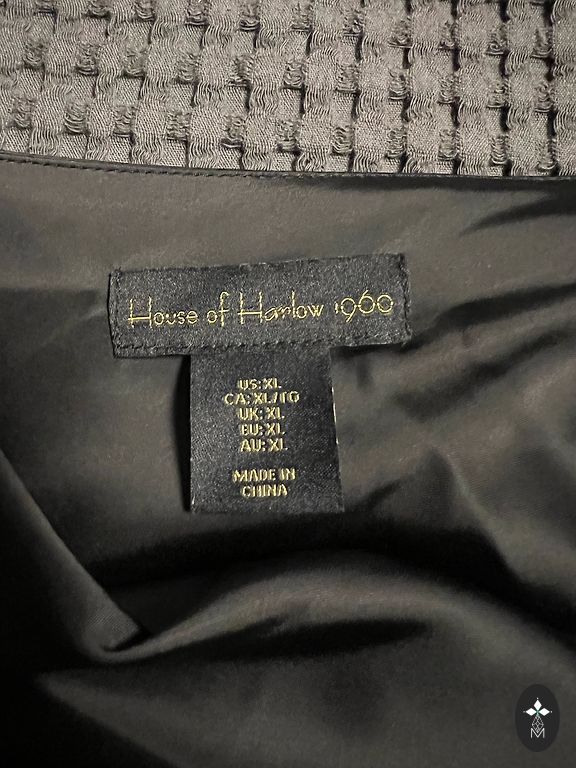 House of Harlow 1960
US: XL
CA: XL/TG
UK: XL
EU: XL
AU: XL
MADE IN
CHINA
M